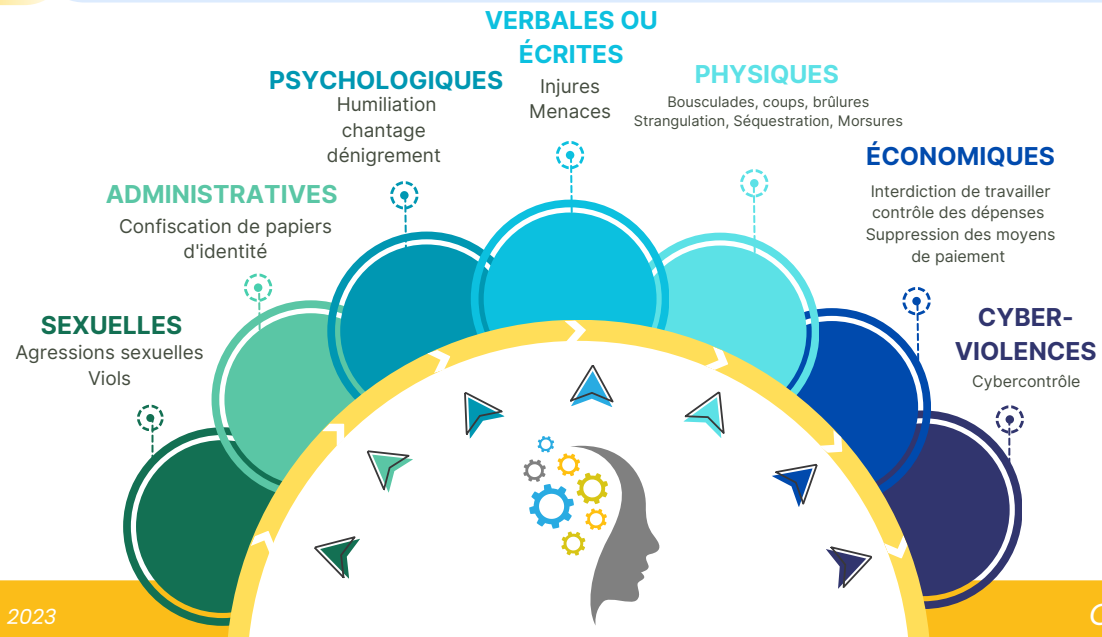 SEXUELLES
Agressions sexuelles
Viols
ADMINISTRATIVES
Confiscation de papiers
d'identité
PSYCHOLOGIQUES
Humiliation
chantage
dénigrement
VERBALES OU
ÉCRITES
Injures
Menaces
PHYSIQUES
Bousculades, coups, brûlures
Strangulation, Séquestration, Morsures
ÉCONOMIQUES
Interdiction de travailler
contrôle des dépenses
Suppression des moyens
de paiement
CYBER-
VIOLENCES
Cybercontrôle
2023